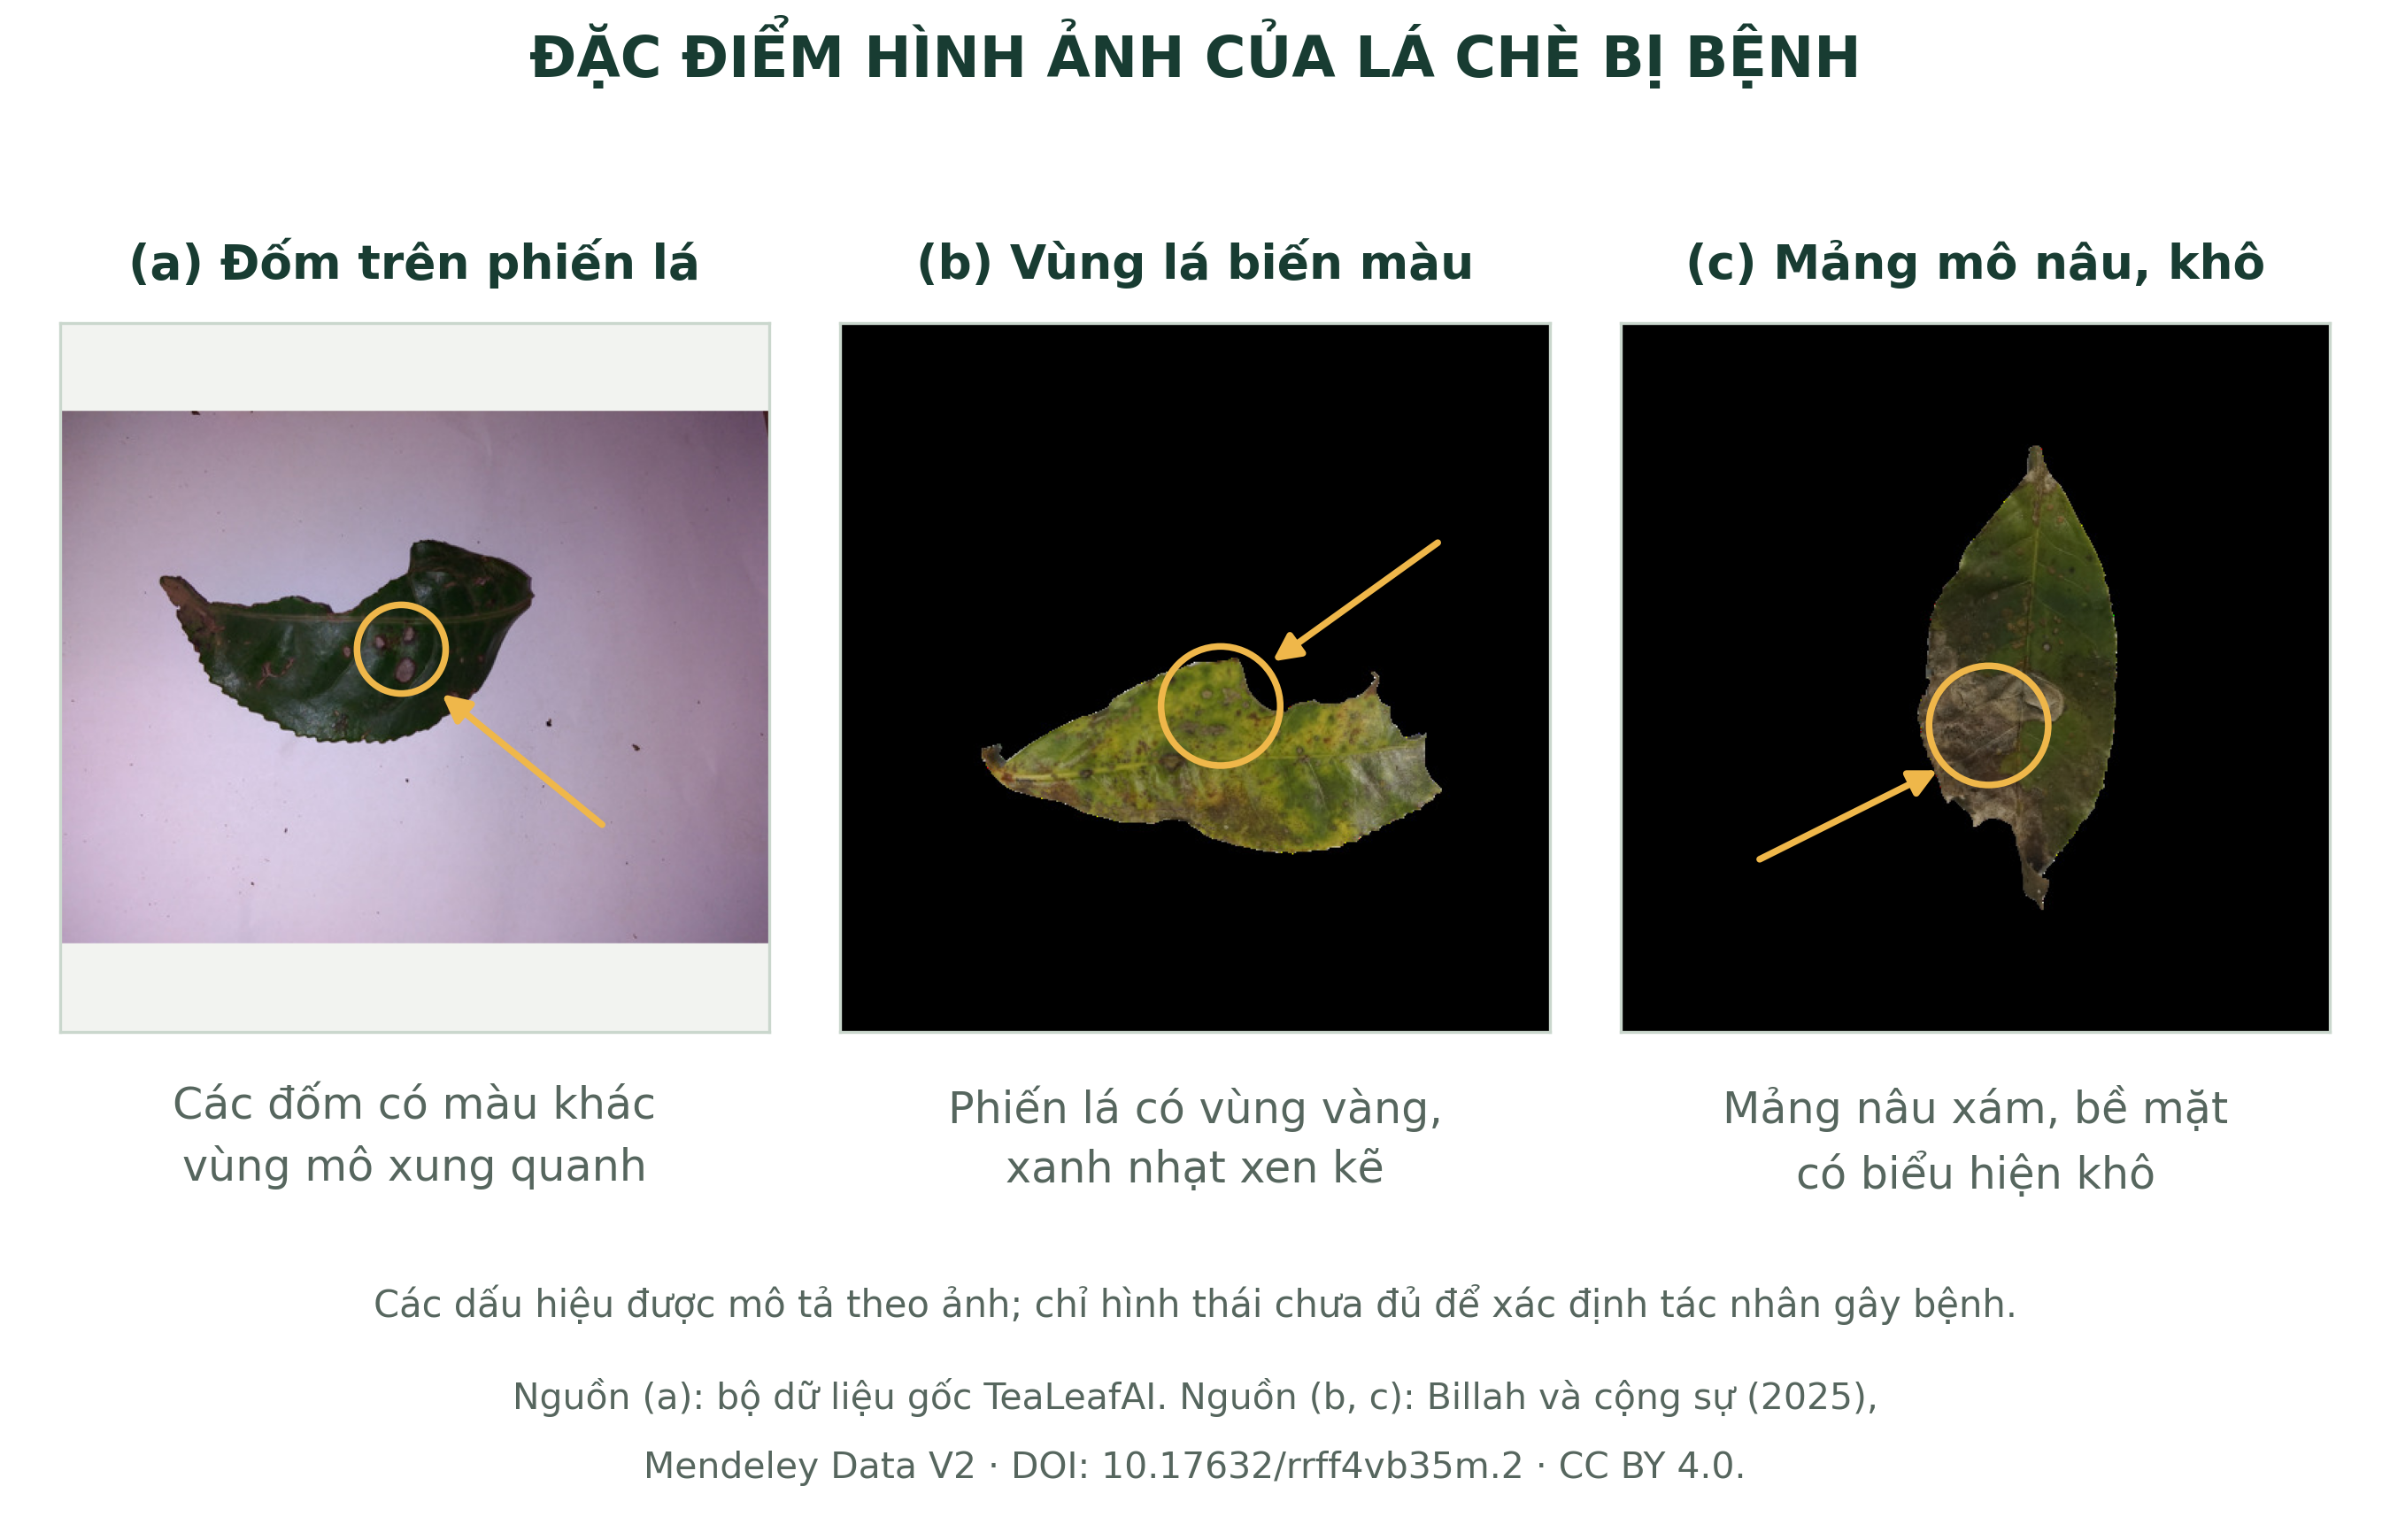 ĐẶC ĐIỂM HÌNH ẢNH CỦA LÁ CHÈ BỊ BỆNH
(a) Đốm trên phiến lá
(b) Vùng lá biến màu
(c) Mảng mô nâu, khô
Các đốm có màu khác
vùng mô xung quanh
Phiến lá có vùng vàng,
xanh nhạt xen kẽ
Mảng nâu xám, bề mặt
có biểu hiện khô
Các dấu hiệu được mô tả theo ảnh; chỉ hình thái chưa đủ để xác định tác nhân gây bệnh.
Nguồn (a): bộ dữ liệu gốc TeaLeafAI. Nguồn (b, c): Billah và cộng sự (2025),
Mendeley Data V2 · DOI: 10.17632/rrff4vb35m.2 · CC BY 4.0.